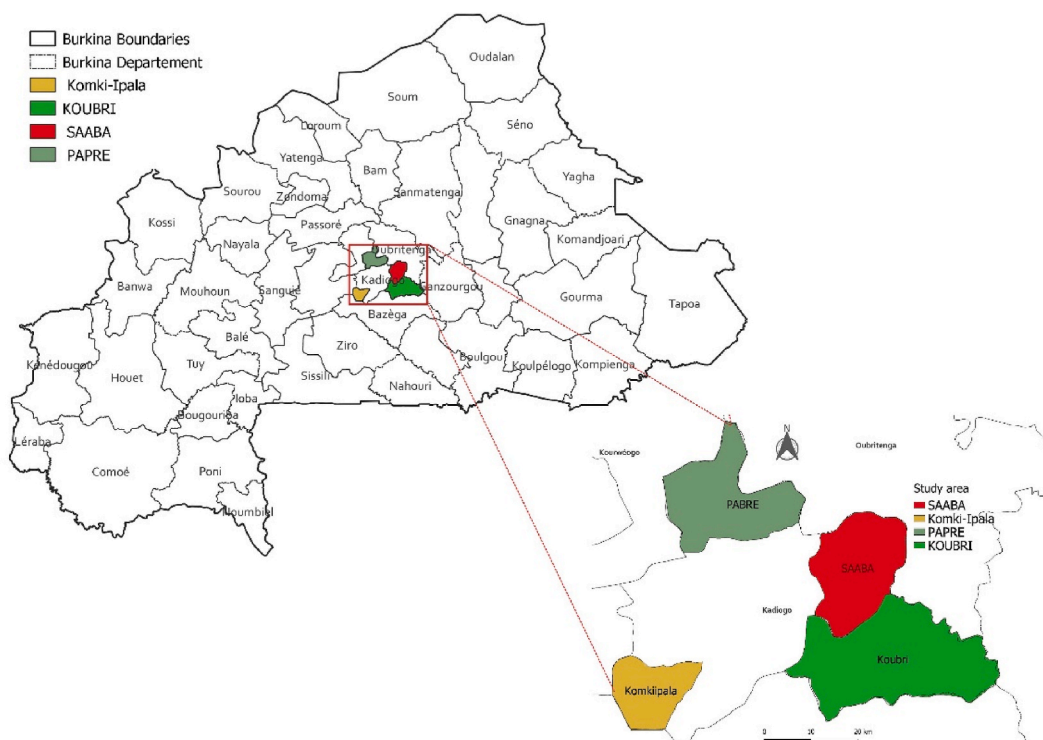 Burkina Boundaries
Burkina Departement
Komki-Ipala
KOUBRI
SAABA
PAPRE
Oudalan
Soum
Séno
Loroum
Yatenga
Bam
Sanmatenga
Yagha
Sourou
Zondoma
Kossi
Passoré
Gnagna
Nayala
Komandjoari
Oubritenga
Banwa
Mouhoun
Sanguié
Kadiogo
Ganzourgou
Gourma
Tapoa
Bazèga
Balé
Ziro
Kénédougou
Houet
Tuy
Boulgou
Koulpélogo
Kompienga
Sissili
Nahouri
Ioba
Bougouriba
Léraba
Comoé
Poni
Noumbiel
N
Kourwéogo
Oubritenga
PABRE
Study area
SAABA
Komki-Ipala
PAPRE
KOUBRI
SAABA
Kadiogo
Koubri
Komkiipala
0 10 20 km